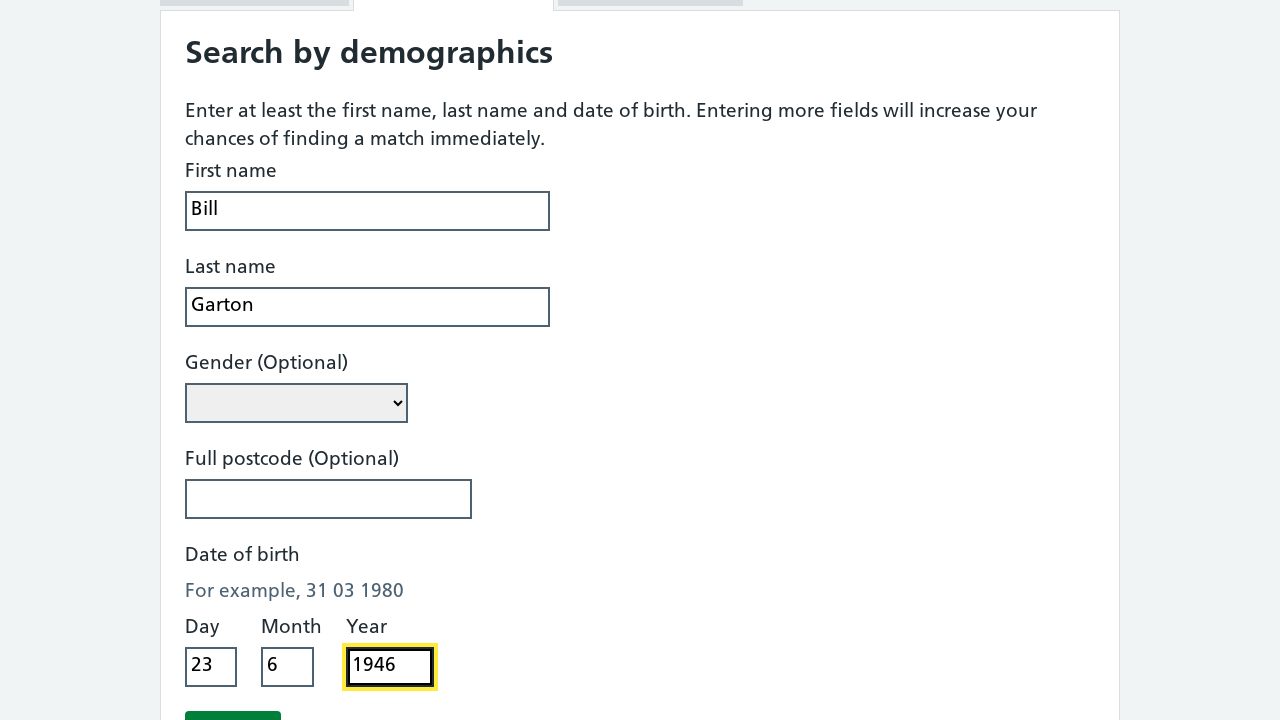 Search by demographics
Enter at least the first name, last name and date of birth. Entering more fields will increase your
chances of finding a match immediately.
First name
Bill
Last name
Garton
Gender (Optional)
Full postcode (Optional)
Date of birth
For example, 31 03 1980
Day Month Year
23 6 1946